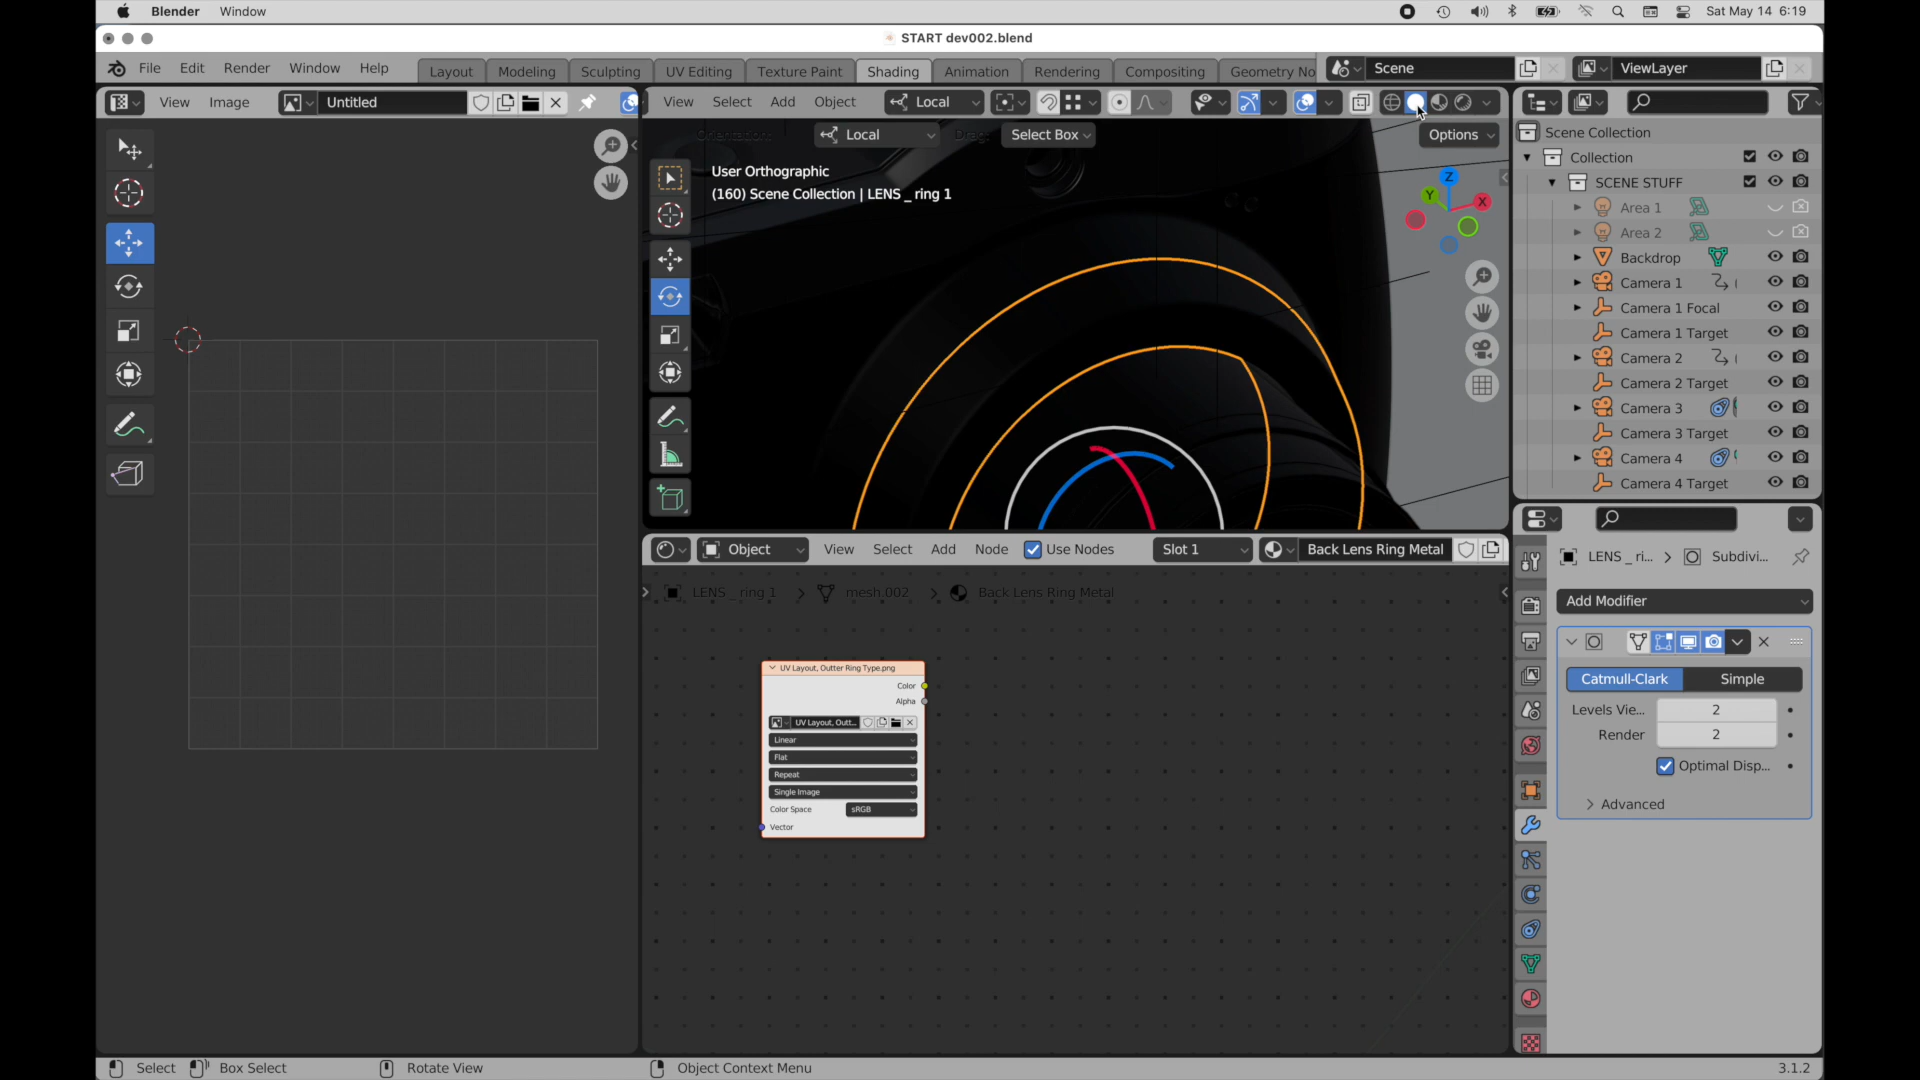 Blender Window Sat May 14 6:19
START dev002.blend
File Edit Render Window Help Layout Modeling Sculpting UV Editing Texture Paint Shading Animation Rendering Compositing Geometry No Scene ViewLayer
View Image Untitled View Select Add Object Local
Orientation: Local Drag: Select Box Options
User Orthographic
(160) Scene Collection | LENS _ ring 1
Z
Y
X
Scene Collection
Collection
SCENE STUFF
Area 1
Area 2
Backdrop
Camera 1
Camera 1 Focal
Camera 1 Target
Camera 2
Camera 2 Target
Camera 3
Camera 3 Target
Camera 4
Camera 4 Target
Object View Select Add Node Use Nodes Slot 1 Back Lens Ring Metal
LENS _ ring 1 > mesh.002 > Back Lens Ring Metal
UV Layout, Outter Ring Type.png
Color
Alpha
UV Layout, Outt...
Linear
Flat
Repeat
Single Image
Color Space sRGB
Vector
LENS _ ri... > Subdivi...
Add Modifier
Catmull-Clark Simple
Levels Vie... 2
Render 2
Optimal Disp...
Advanced
Select Box Select Rotate View Object Context Menu 3.1.2